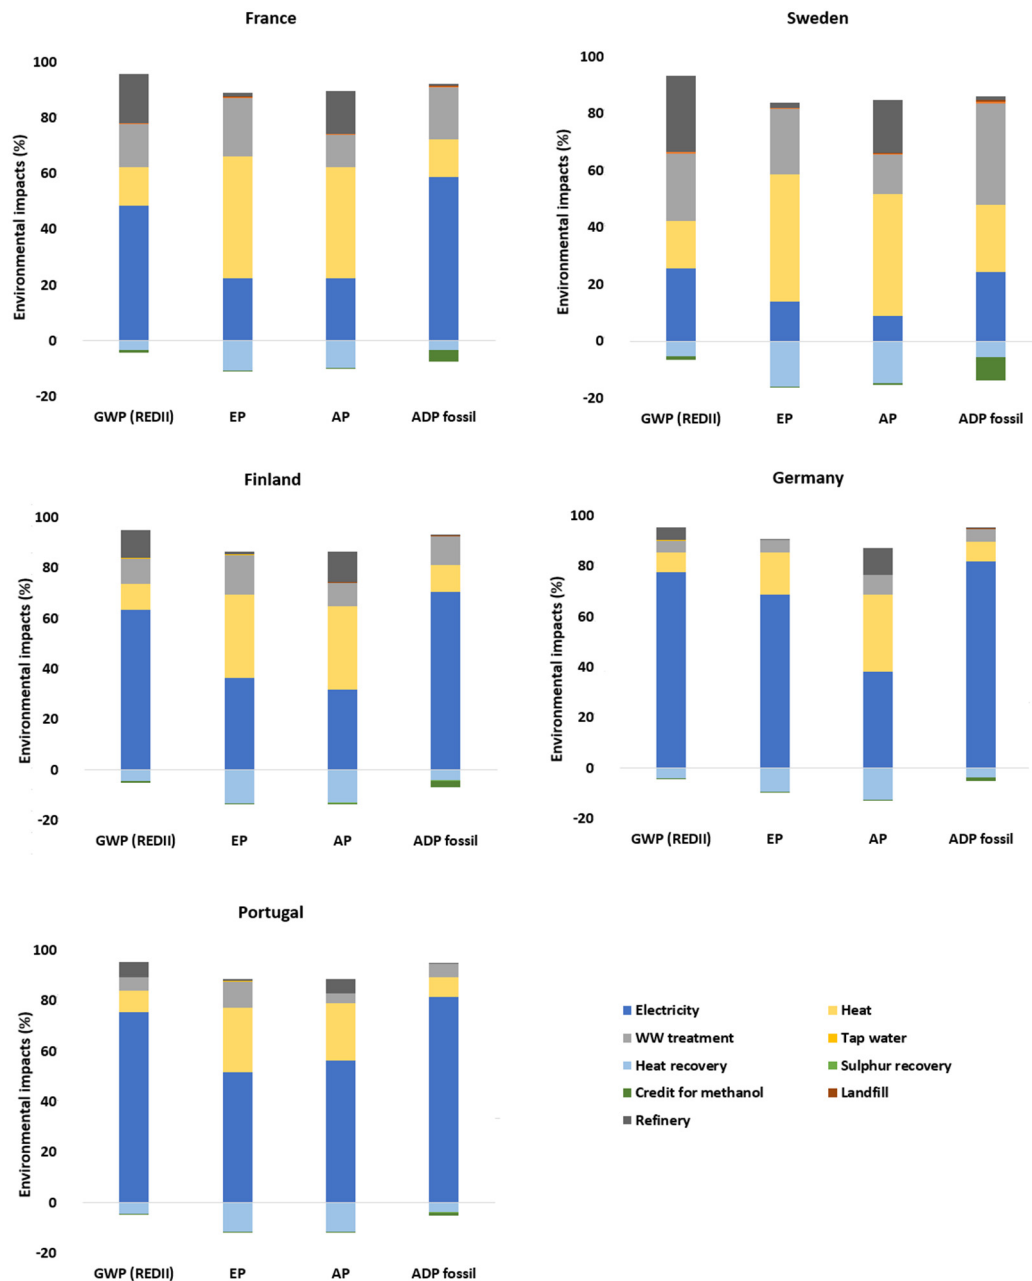 France
Environmental impacts (%)
100
80
60
40
20
0
-20
GWP (REDII) EP AP ADP fossil
Sweden
Environmental impacts (%)
100
80
60
40
20
0
-20
GWP (REDII) EP AP ADP fossil
Finland
Environmental impacts (%)
100
80
60
40
20
0
-20
GWP (REDII) EP AP ADP fossil
Germany
Environmental impacts (%)
100
80
60
40
20
0
-20
GWP (REDII) EP AP ADP fossil
Portugal
Environmental impacts (%)
100
80
60
40
20
0
-20
GWP (REDII) EP AP ADP fossil
Electricity Heat
WW treatment Tap water
Heat recovery Sulphur recovery
Credit for methanol Landfill
Refinery